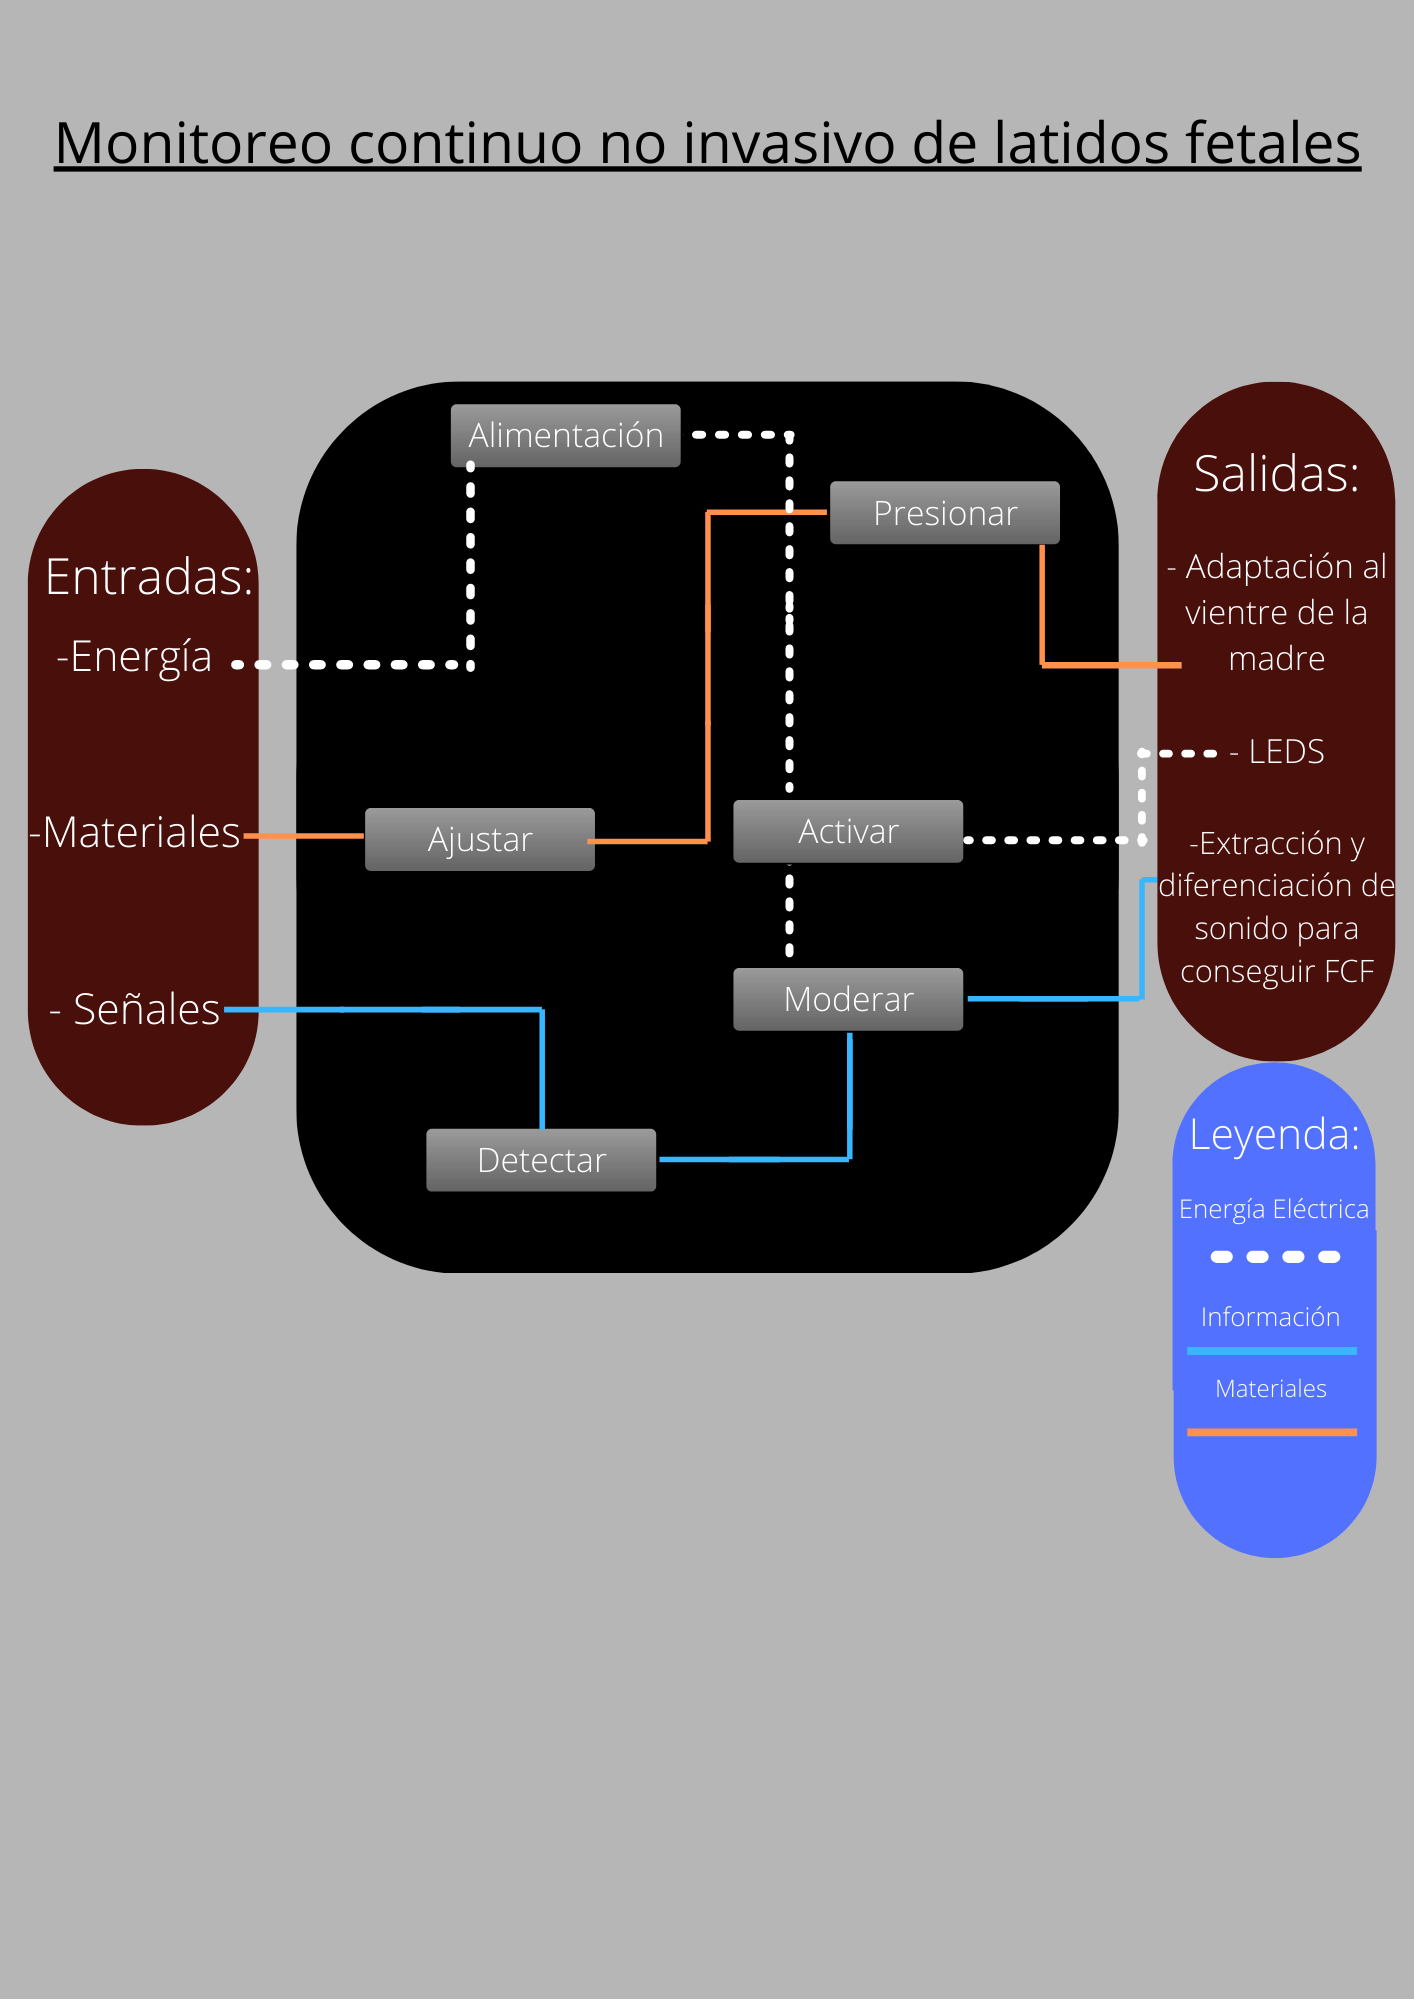 Monitoreo continuo no invasivo de latidos fetales
Entradas:
-Energía
-Materiales
- Señales
Alimentación
Presionar
Ajustar
Activar
Moderar
Detectar
Salidas:
- Adaptación al
vientre de la
madre
- LEDS
-Extracción y
diferenciación de
sonido para
conseguir FCF
Leyenda:
Energía Eléctrica
Información
Materiales